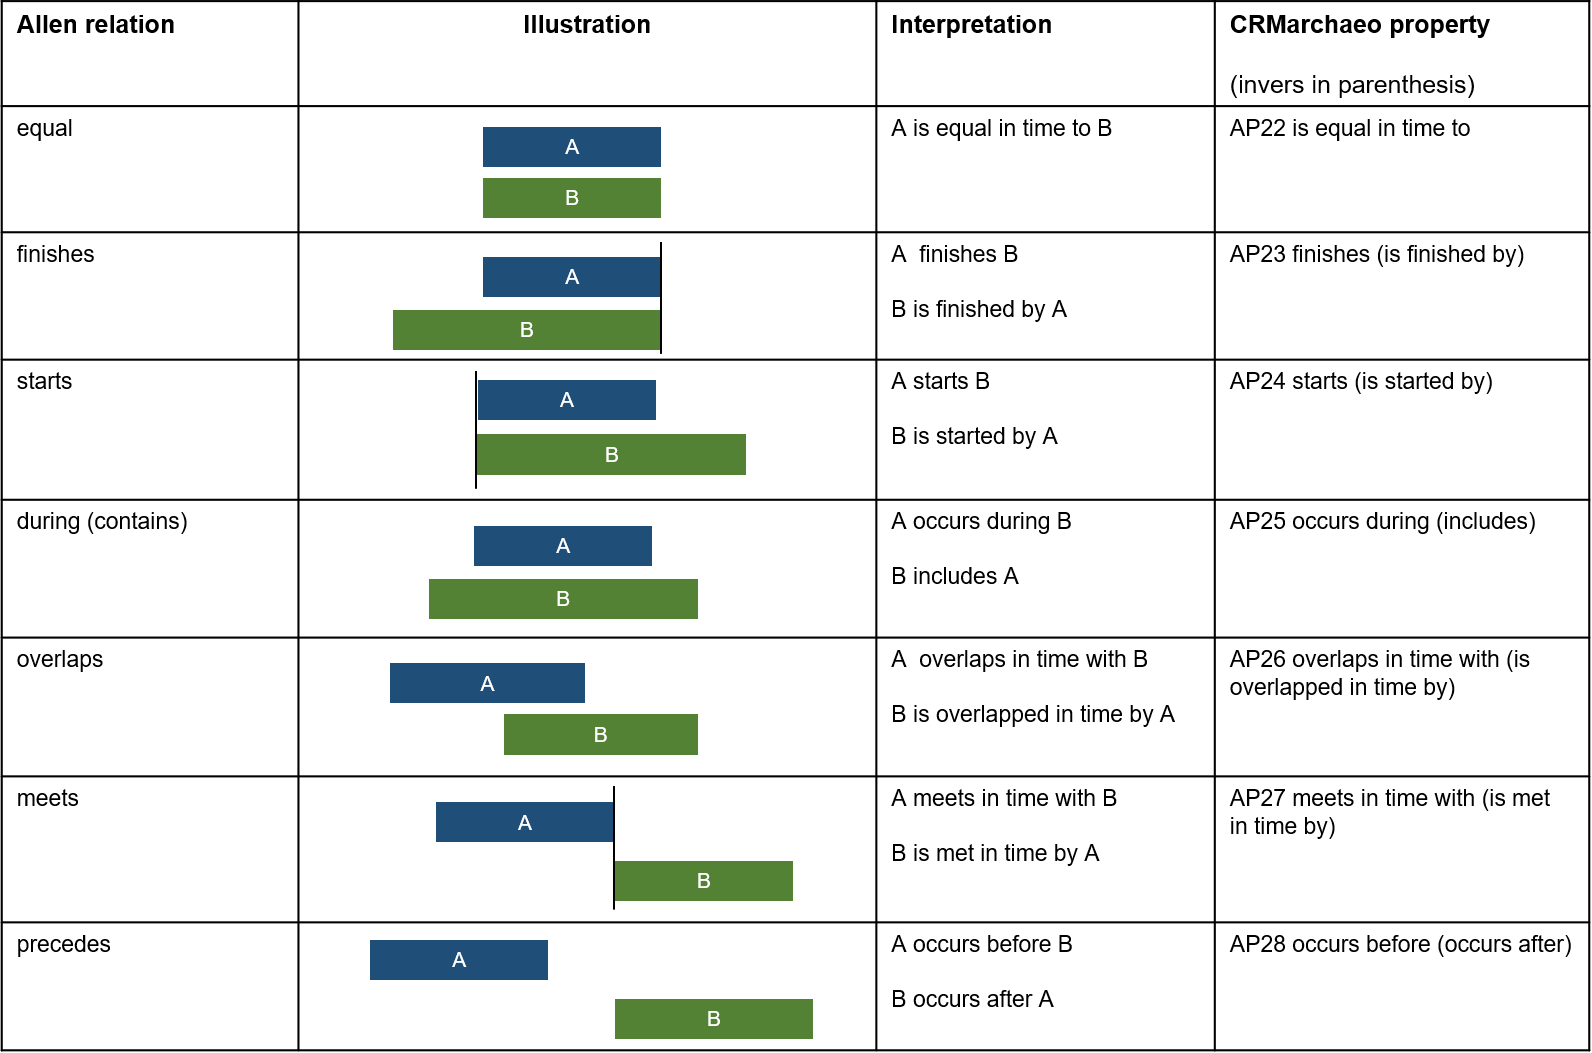 Allen relation
Illustration
Interpretation
CRMarchaeo property
(invers in parenthesis)
equal
A
B
A is equal in time to B
AP22 is equal in time to
finishes
A
B
A  finishes B
B is finished by A
AP23 finishes (is finished by)
starts
A
B
A starts B
B is started by A
AP24 starts (is started by)
during (contains)
A
B
A occurs during B
B includes A
AP25 occurs during (includes)
overlaps
A
B
A  overlaps in time with B
B is overlapped in time by A
AP26 overlaps in time with (is
overlapped in time by)
meets
A
B
A meets in time with B
B is met in time by A
AP27 meets in time with (is met
in time by)
precedes
A
B
A occurs before B
B occurs after A
AP28 occurs before (occurs after)